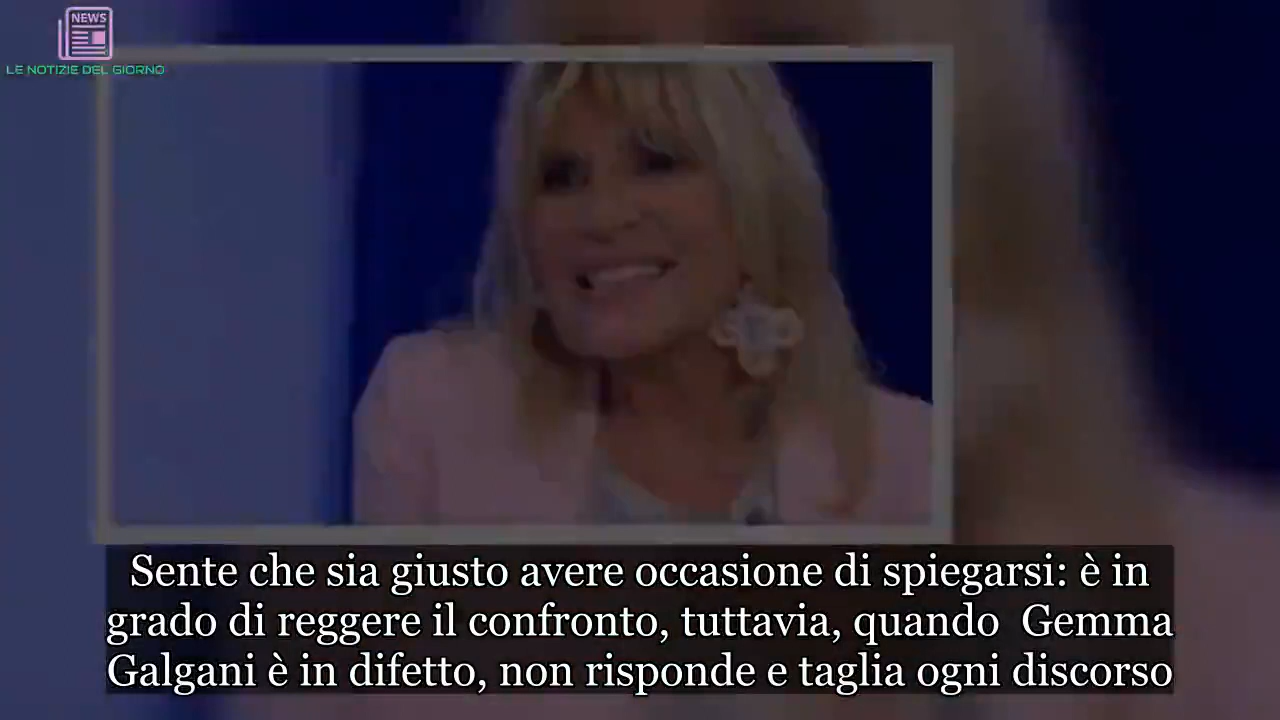 NEWS
LE NOTIZIE DEL GIORNO
Sente che sia giusto avere occasione di spiegarsi: è in
grado di reggere il confronto, tuttavia, quando  Gemma
Galgani è in difetto, non risponde e taglia ogni discorso